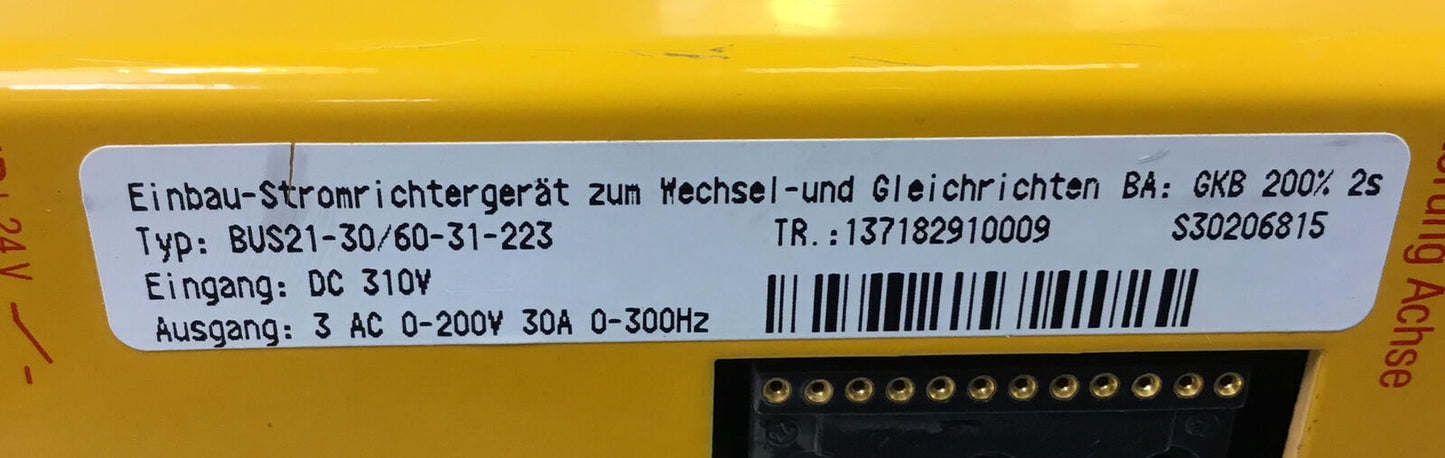 Einbau-Stromrichtergerät zum Wechsel-und Gleichrichten BA: GKB 200% 2s
Typ: BUS21-30/60-31-223 TR.:137182910009 S30206815
Eingang: DC 310V
Ausgang: 3 AC 0-200V 30A 0-300Hz
24V
Achse